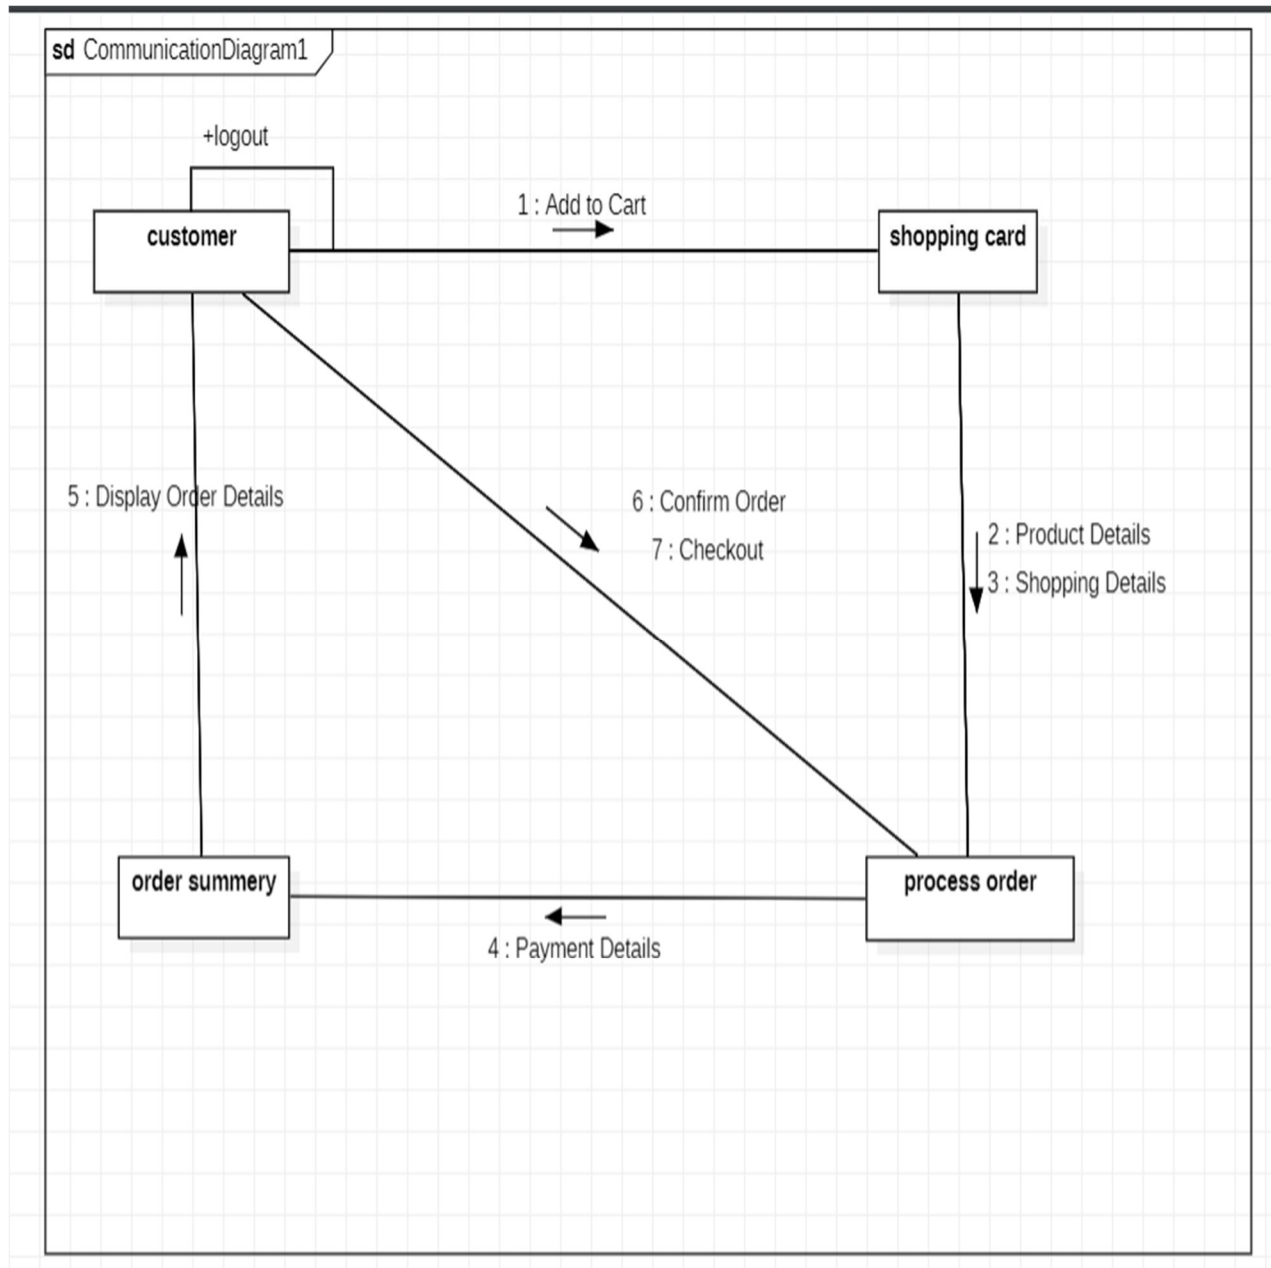 sd CommunicationDiagram1
+logout
1 : Add to Cart
customer
shopping card
5 : Display Order Details
6 : Confirm Order
7 : Checkout
2 : Product Details
3 : Shopping Details
order summery
process order
4 : Payment Details